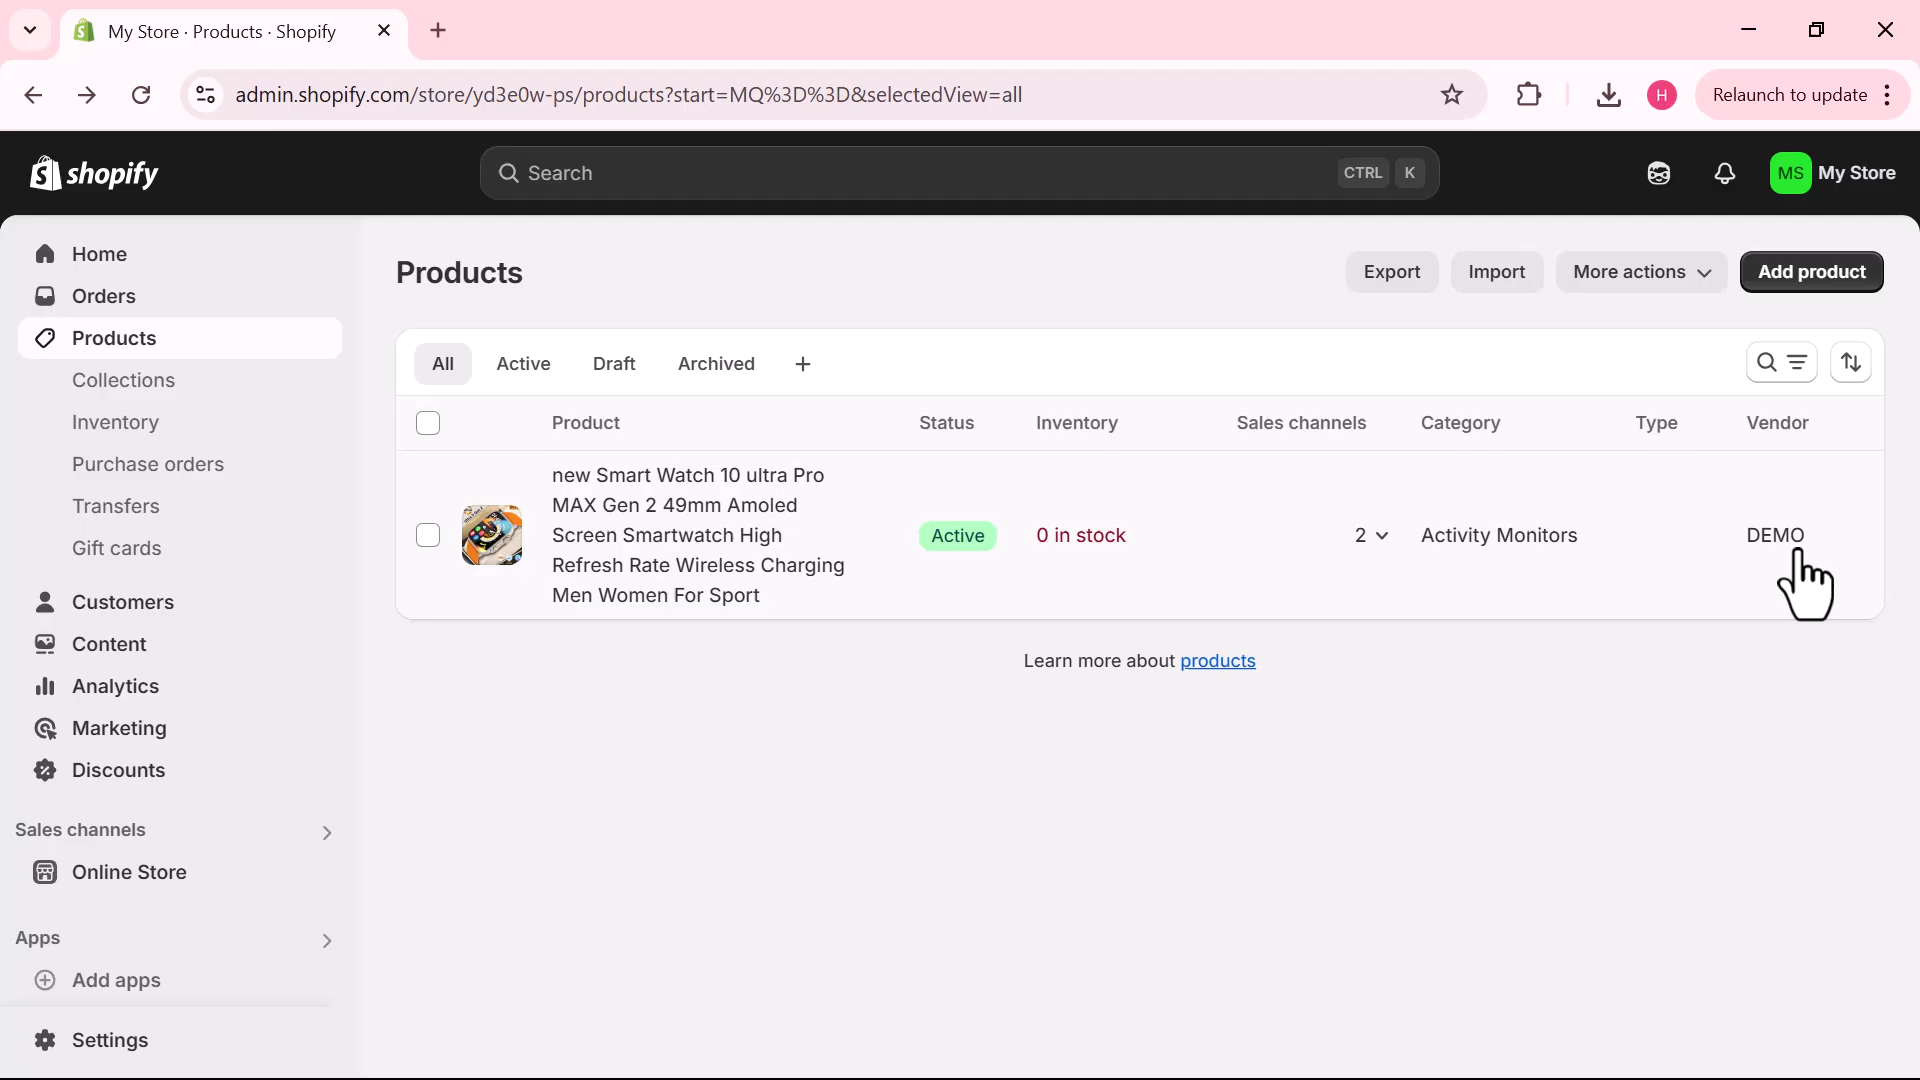 My Store · Products · Shopify
admin.shopify.com/store/yd3e0w-ps/products?start=MQ%3D%3D&selectedView=all
H
Relaunch to update
shopify
Search
CTRL K
MS My Store
Home
Orders
Products
Collections
Inventory
Purchase orders
Transfers
Gift cards
Customers
Content
Analytics
Marketing
Discounts
Sales channels
Online Store
Apps
Add apps
Settings
Products
Export Import More actions Add product
All Active Draft Archived
Product Status Inventory Sales channels Category Type Vendor
new Smart Watch 10 ultra Pro
MAX Gen 2 49mm Amoled
Screen Smartwatch High
Refresh Rate Wireless Charging
Men Women For Sport
Active 0 in stock 2 Activity Monitors DEMO
Learn more about products